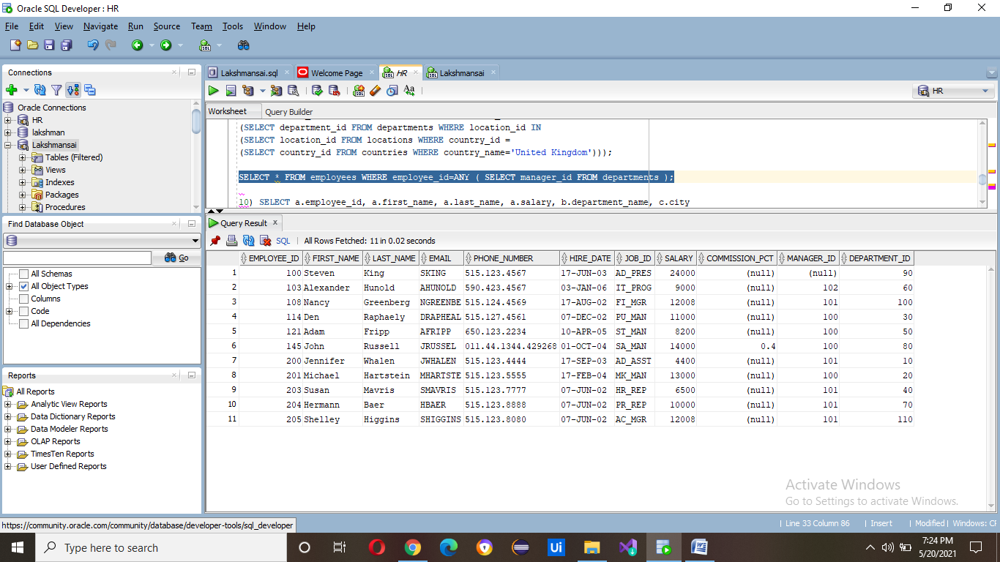 Oracle SQL Developer : HR
File Edit View Navigate Run Source Team Tools Window Help
Connections
Oracle Connections
HR
lakshman
Lakshmansai
Tables (Filtered)
Views
Indexes
Packages
Procedures
Find Database Object
Go
All Schemas
All Object Types
Columns
Code
All Dependencies
Reports
All Reports
Analytic View Reports
Data Dictionary Reports
Data Modeler Reports
OLAP Reports
TimesTen Reports
User Defined Reports
Lakshmansai.sql Welcome Page HR Lakshmansai
HR
Worksheet Query Builder
(SELECT department_id FROM departments WHERE location_id IN
(SELECT location_id FROM locations WHERE country_id =
(SELECT country_id FROM countries WHERE country_name='United Kingdom')));
SELECT * FROM employees WHERE employee_id=ANY ( SELECT manager_id FROM departments );
10) SELECT a.employee_id, a.first_name, a.last_name, a.salary, b.department_name, c.city
Query Result
SQL | All Rows Fetched: 11 in 0.02 seconds
EMPLOYEE_ID FIRST_NAME LAST_NAME EMAIL PHONE_NUMBER HIRE_DATE JOB_ID SALARY COMMISSION_PCT MANAGER_ID DEPARTMENT_ID
1 100 Steven King SKING 515.123.4567 17-JUN-03 AD_PRES 24000 (null) (null) 90
2 103 Alexander Hunold AHUNOLD 590.423.4567 03-JAN-06 IT_PROG 9000 (null) 102 60
3 108 Nancy Greenberg NGREENBE 515.124.4569 17-AUG-02 FI_MGR 12008 (null) 101 100
4 114 Den Raphaely DRAPHEAL 515.127.4561 07-DEC-02 PU_MAN 11000 (null) 100 30
5 121 Adam Fripp AFRIPP 650.123.2234 10-APR-05 ST_MAN 8200 (null) 100 50
6 145 John Russell JRUSSEL 011.44.1344.429268 01-OCT-04 SA_MAN 14000 0.4 100 80
7 200 Jennifer Whalen JWHALEN 515.123.4444 17-SEP-03 AD_ASST 4400 (null) 101 10
8 201 Michael Hartstein MHARTSTE 515.123.5555 17-FEB-04 MK_MAN 13000 (null) 100 20
9 203 Susan Mavris SMAVRIS 515.123.7777 07-JUN-02 HR_REP 6500 (null) 101 40
10 204 Hermann Baer HBAER 515.123.8888 07-JUN-02 PR_REP 10000 (null) 101 70
11 205 Shelley Higgins SHIGGINS 515.123.8080 07-JUN-02 AC_MGR 12008 (null) 101 110
Activate Windows
Go to Settings to activate Windows.
https://community.oracle.com/community/database/developer-tools/sql_developer
| Line 33 Column 86 | Insert | Modified | Windows: CF
Type here to search
Ui
7:24 PM
5/20/2021